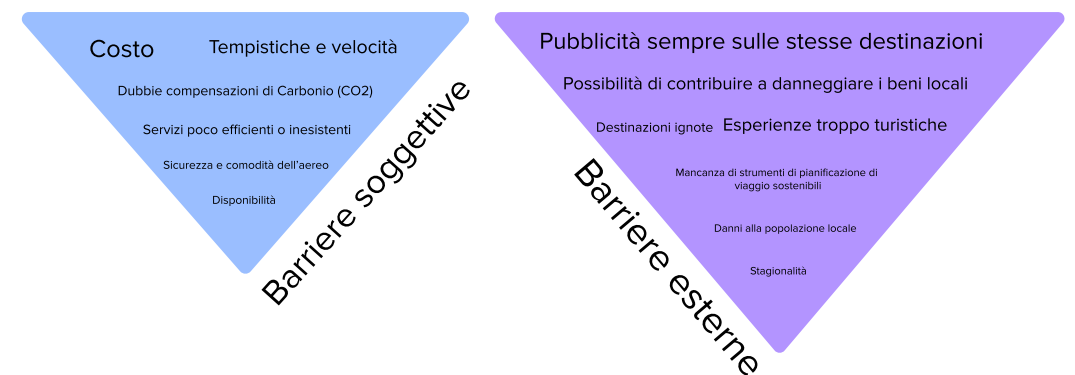 Costo
Tempistiche e velocità
Dubbie compensazioni di Carbonio (CO2)
Servizi poco efficienti o inesistenti
Sicurezza e comodità dell'aereo
Disponibilità
Barriere soggettive
Pubblicità sempre sulle stesse destinazioni
Possibilità di contribuire a danneggiare i beni locali
Destinazioni ignote
Esperienze troppo turistiche
Mancanza di strumenti di pianificazione di
viaggio sostenibili
Danni alla popolazione locale
Stagionalità
Barriere esterne